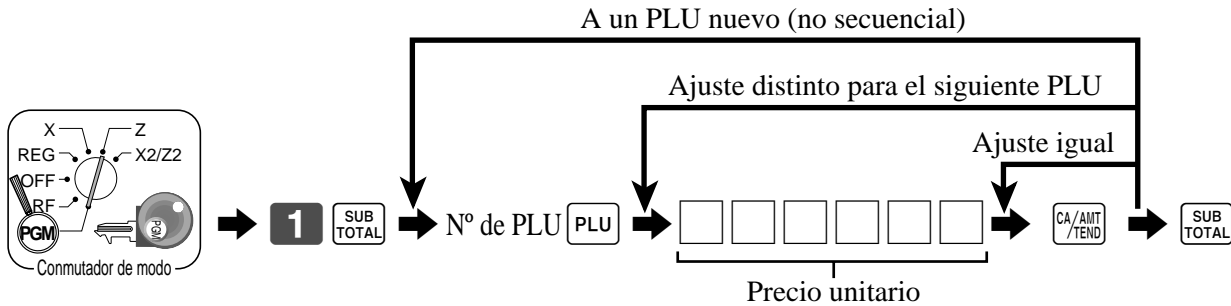 A un PLU nuevo (no secuencial)
Ajuste distinto para el siguiente PLU
Ajuste igual
X
Z
REG
X2/Z2
OFF
RF
PGM
PGM
Conmutador de modo
1 SUB TOTAL Nº de PLU PLU CA/AMT TEND SUB TOTAL
Precio unitario